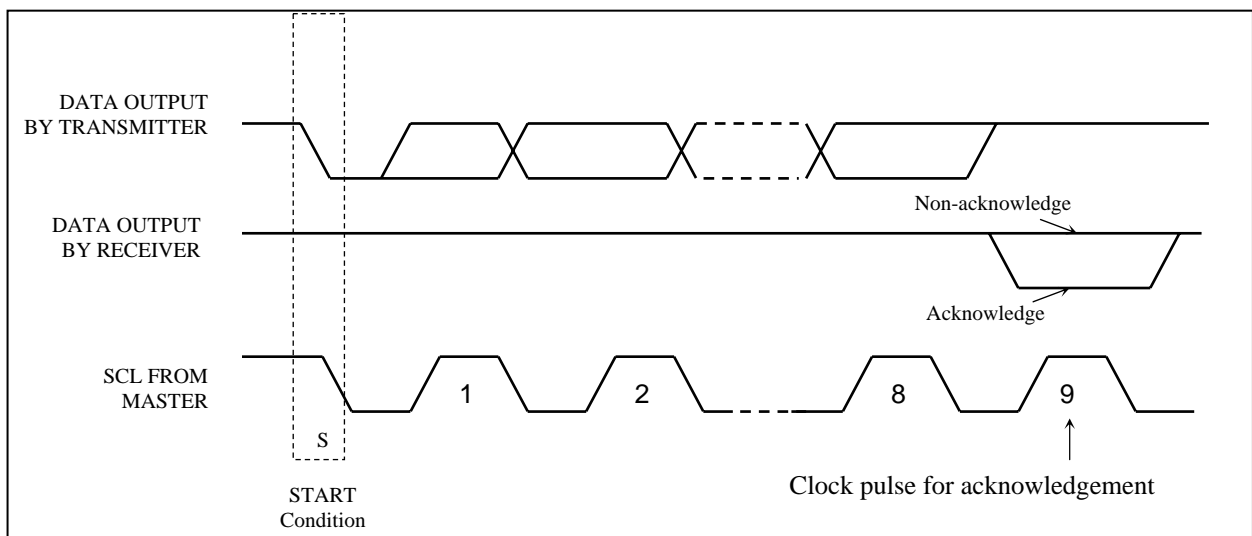 DATA OUTPUT
BY TRANSMITTER
Non-acknowledge
DATA OUTPUT
BY RECEIVER
Acknowledge
SCL FROM
MASTER
1
2
8
9
S
Clock pulse for acknowledgement
START
Condition